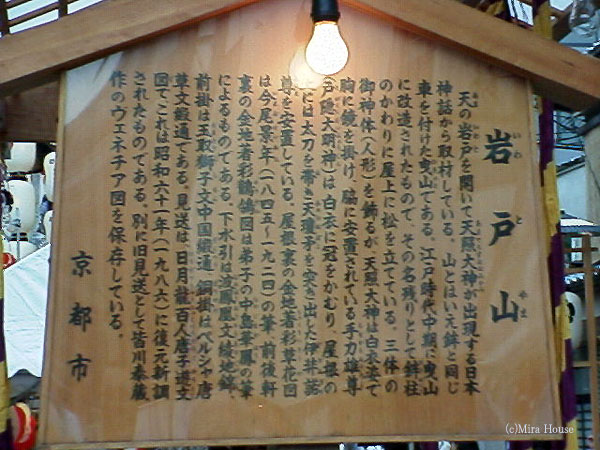 岩戸山
いわ と やま
天の岩戸を開いて天照大神が出現する日本
神話から取材している。山とはいえ鉾と同じ
車を付けた曳山である。江戸時代中期に曳山
に改造されたもので、その名残りとして鉾柱
のかわりに屋上に松を立てている。三体の
御神体(人形)を飾るが、天照大神は白衣姿で
胸に鏡を掛け、脇に安置されている手力雄尊
(戸隠大明神)は白衣に冠をかむり、屋根の
には太刀を帯き天瓊矛を突き出した伊弉諾
尊を安置している。屋根裏の金地著彩草花図
は今尾景年(一八四五〜一九二四)の筆、前後軒
裏の金地著彩鶺鴒図は弟子の中島華鳳の筆
によるものである。下水引は鳳凰文綾地錦、
前掛は玉取獅子文中国緞通、胴掛はペルシャ唐
草文緞通である。見送は日月龍百人唐子遊文
図でこれは昭和六十一年(一九八六)に復元新調
されたものである。別に旧見送として皆川泰蔵
作のヴェネチア図を保存している。
京都市
(c)Mira House